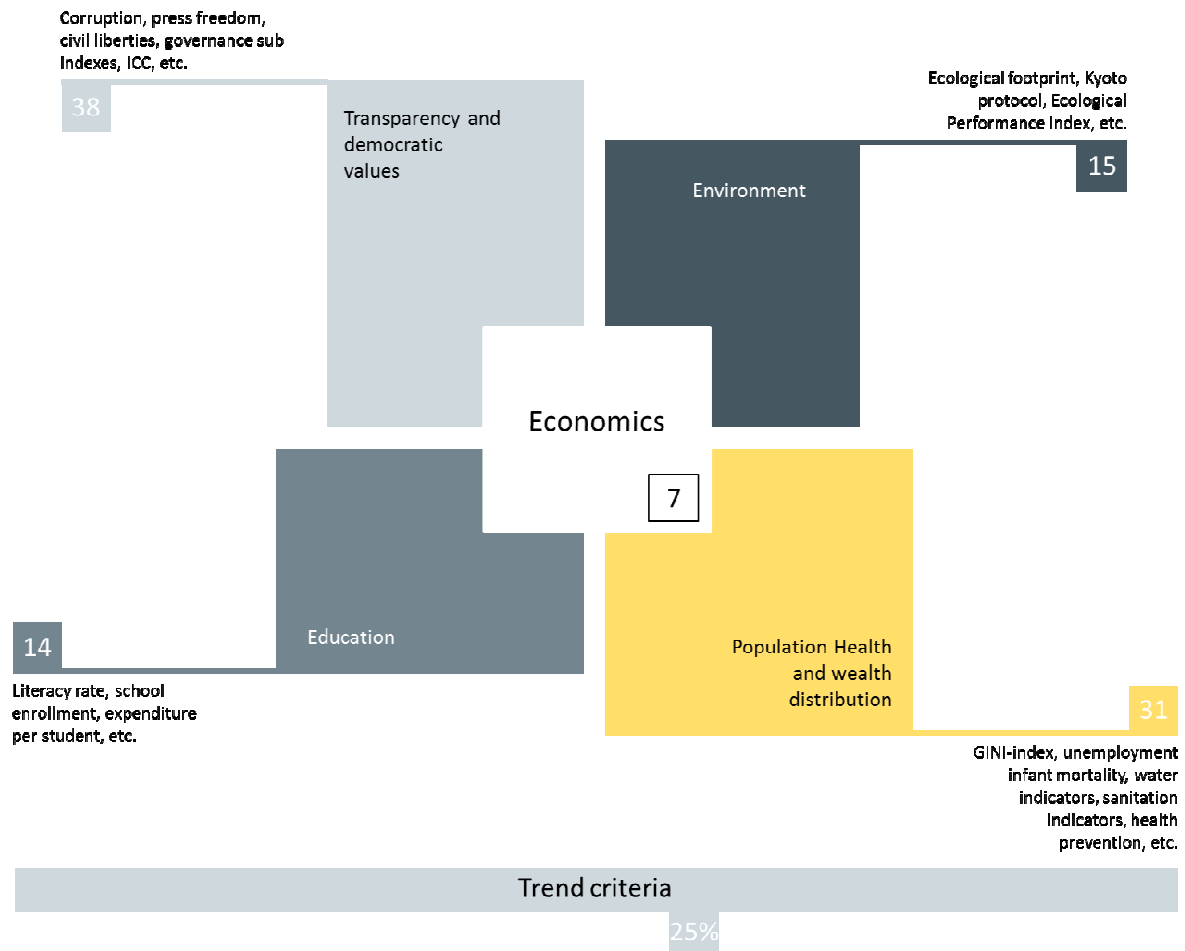 Corruption, press freedom,
civil liberties, governance sub
Indexes, ICC, etc.
38
Transparency and
democratic
values
Ecological footprint, Kyoto
protocol, Ecological
Performance Index, etc.
15
Environment
Economics
7
14
Education
Literacy rate, school
enrollment, expenditure
per student, etc.
Population Health
and wealth
distribution
31
GINI-index, unemployment
infant mortality, water
indicators, sanitation
indicators, health
prevention, etc.
Trend criteria
25%